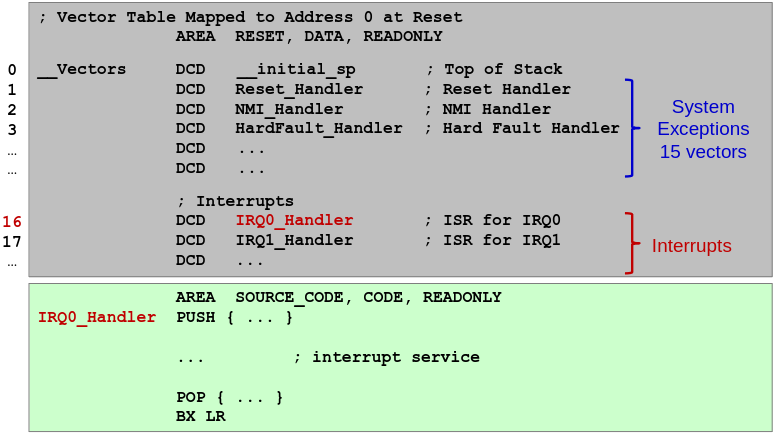 ; Vector Table Mapped to Address 0 at Reset
AREA RESET, DATA, READONLY
0 __Vectors DCD __initial_sp ; Top of Stack
1 DCD Reset_Handler ; Reset Handler
2 DCD NMI_Handler ; NMI Handler
3 DCD HardFault_Handler ; Hard Fault Handler
… DCD ...
… DCD ...
System
Exceptions
15 vectors
; Interrupts
16 DCD IRQ0_Handler ; ISR for IRQ0
17 DCD IRQ1_Handler ; ISR for IRQ1
… DCD ...
Interrupts
AREA SOURCE_CODE, CODE, READONLY
IRQ0_Handler PUSH { ... }
... ; interrupt service
POP { ... }
BX LR